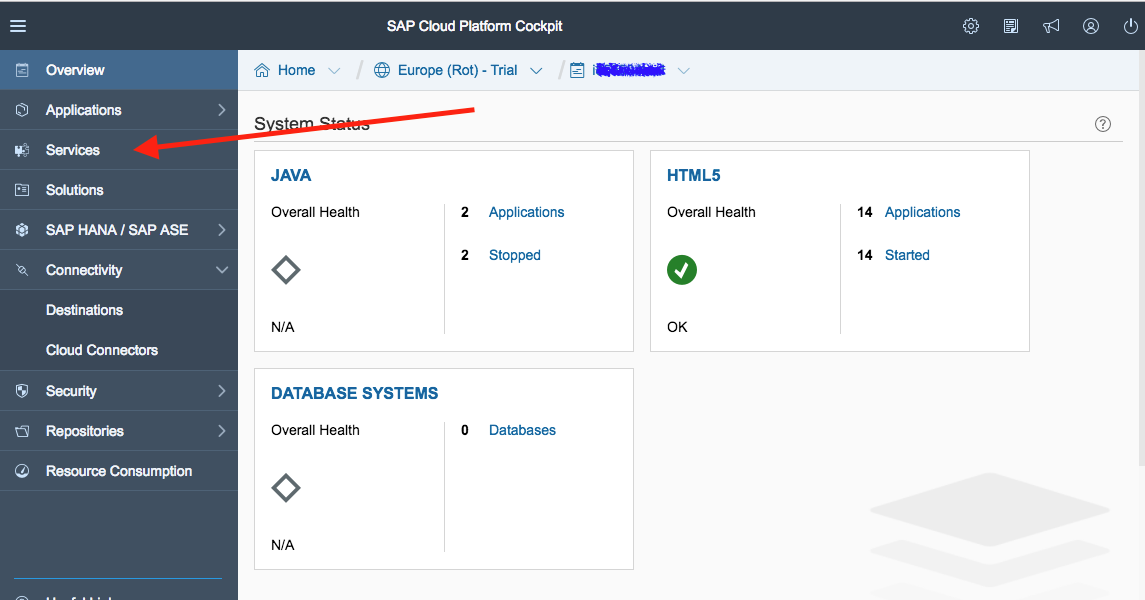 SAP Cloud Platform Cockpit
Overview
Applications
Services
Solutions
SAP HANA / SAP ASE
Connectivity
Destinations
Cloud Connectors
Security
Repositories
Resource Consumption
Home
Europe (Rot) - Trial
System Status
JAVA
Overall Health
N/A
2 Applications
2 Stopped
HTML5
Overall Health
OK
14 Applications
14 Started
DATABASE SYSTEMS
Overall Health
N/A
0 Databases